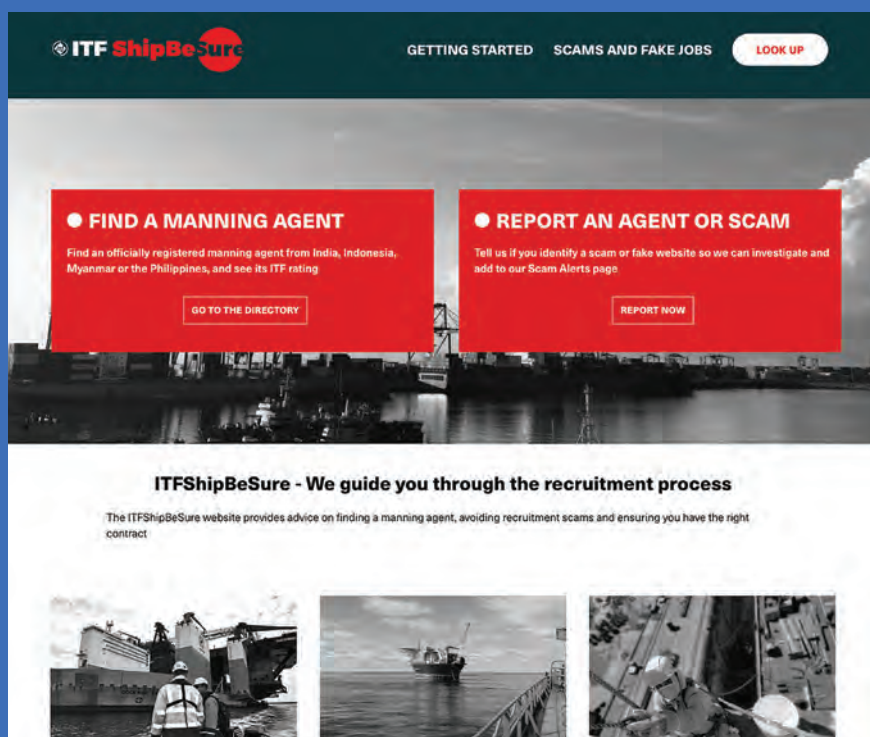 ITF ShipBeSure
GETTING STARTED
SCAMS AND FAKE JOBS
LOOK UP
FIND A MANNING AGENT
Find an officially registered manning agent from India, Indonesia,
Myanmar or the Philippines, and see its ITF rating
GO TO THE DIRECTORY
REPORT AN AGENT OR SCAM
Tell us if you identify a scam or fake website so we can investigate and
add to our Scam Alerts page
REPORT NOW
ITFShipBeSure - We guide you through the recruitment process
The ITFShipBeSure website provides advice on finding a manning agent, avoiding recruitment scams and ensuring you have the right
contract